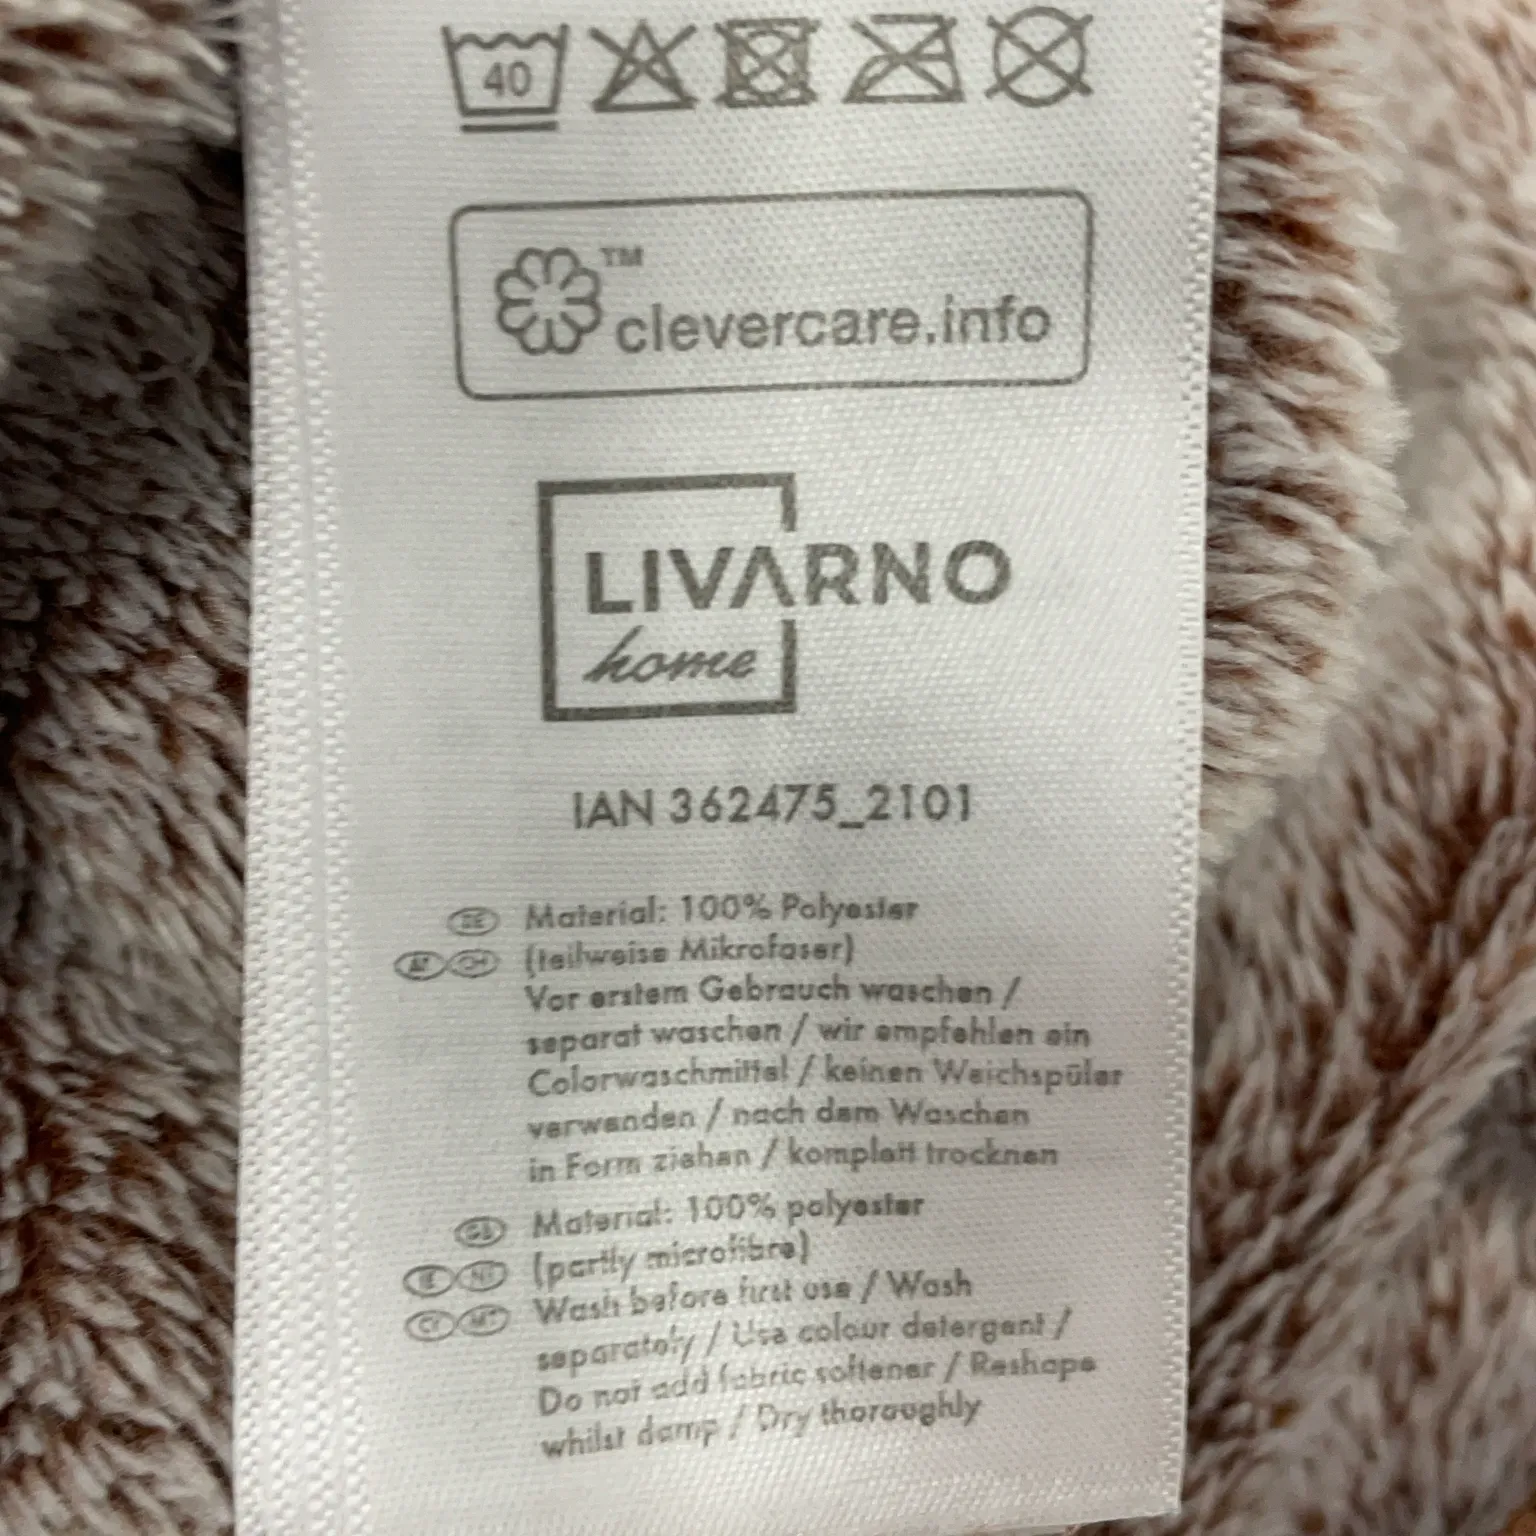 40
™
clevercare.info
LIVARNO
home
IAN 362475_2101
DE Material: 100% Polyester
AT CH (teilweise Mikrofaser)
Vor erstem Gebrauch waschen /
separat waschen / wir empfehlen ein
Colorwaschmittel / keinen Weichspüler
verwenden / nach dem Waschen
in Form ziehen / komplett trocknen
GB Material: 100% polyester
IE NI (partly microfibre)
CY MT Wash before first use / Wash
separately / Use colour detergent /
Do not add fabric softener / Reshape
whilst damp / Dry thoroughly